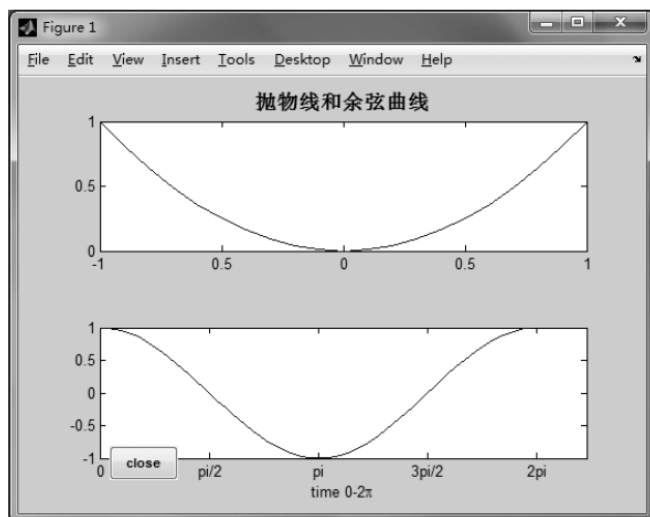 Figure 1
File Edit View Insert Tools Desktop Window Help
抛物线和余弦曲线
1
0.5
0
-1 0.5 0 0.5 1
1
0.5
0
-0.5
-1
0 pi/2 pi 3pi/2 2pi
close
time 0-2π